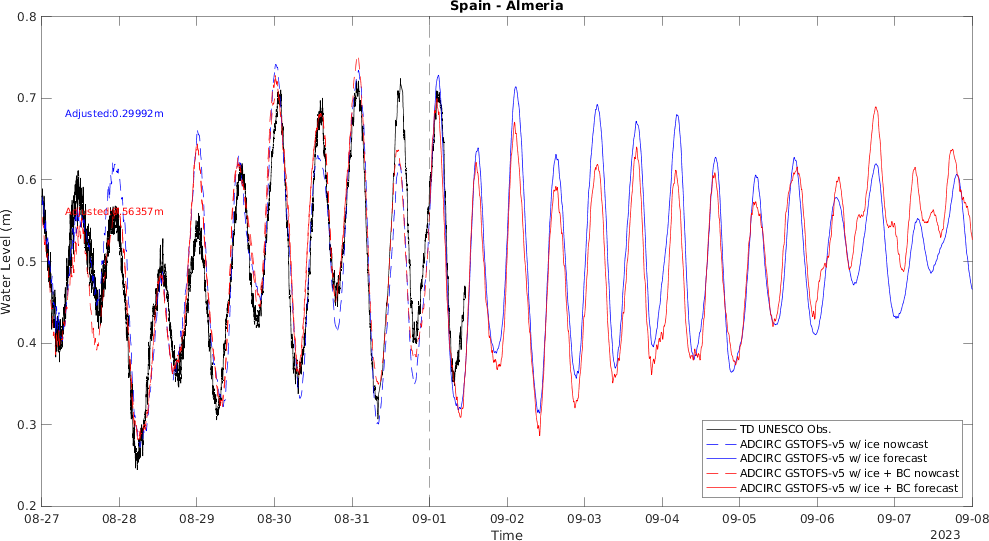 Spain - Almeria
0.8
0.7
0.6
0.5
0.4
0.3
0.2
Water Level (m)
Adjusted:0.29992m
Adjusted:0.56357m
TD UNESCO Obs.
ADCIRC GSTOFS-v5 w/ ice nowcast
ADCIRC GSTOFS-v5 w/ ice forecast
ADCIRC GSTOFS-v5 w/ ice + BC nowcast
ADCIRC GSTOFS-v5 w/ ice + BC forecast
08-27 08-28 08-29 08-30 08-31 09-01 09-02 09-03 09-04 09-05 09-06 09-07 09-08
Time
2023